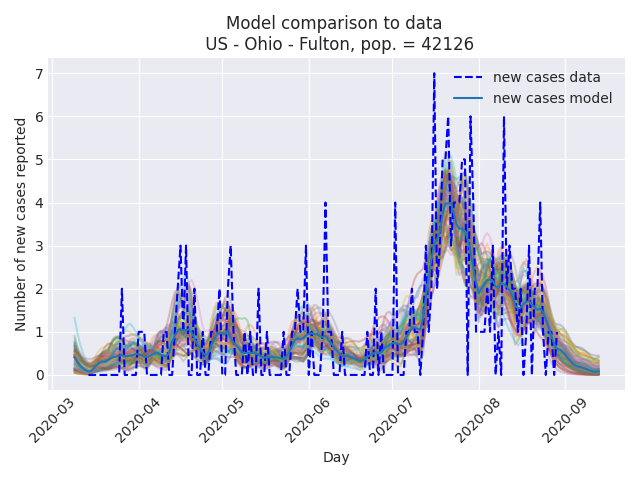 Model comparison to data
US - Ohio - Fulton, pop. = 42126
new cases data
new cases model
Number of new cases reported
7
6
5
4
3
2
1
0
2020-03
2020-04
2020-05
2020-06
2020-07
2020-08
2020-09
Day